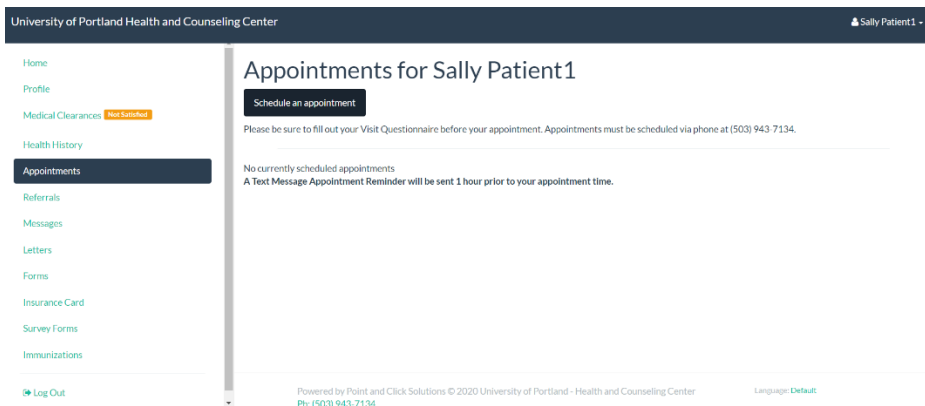 University of Portland Health and Counseling Center
Sally Patient1
Home
Profile
Medical Clearances Not Satisfied
Health History
Appointments
Referrals
Messages
Letters
Forms
Insurance Card
Survey Forms
Immunizations
Log Out
Appointments for Sally Patient1
Schedule an appointment
Please be sure to fill out your Visit Questionnaire before your appointment. Appointments must be scheduled via phone at (503) 943-7134.
No currently scheduled appointments
A Text Message Appointment Reminder will be sent 1 hour prior to your appointment time.
Powered by Point and Click Solutions © 2020 University of Portland - Health and Counseling Center
Ph: (503) 943-7134
Language: Default